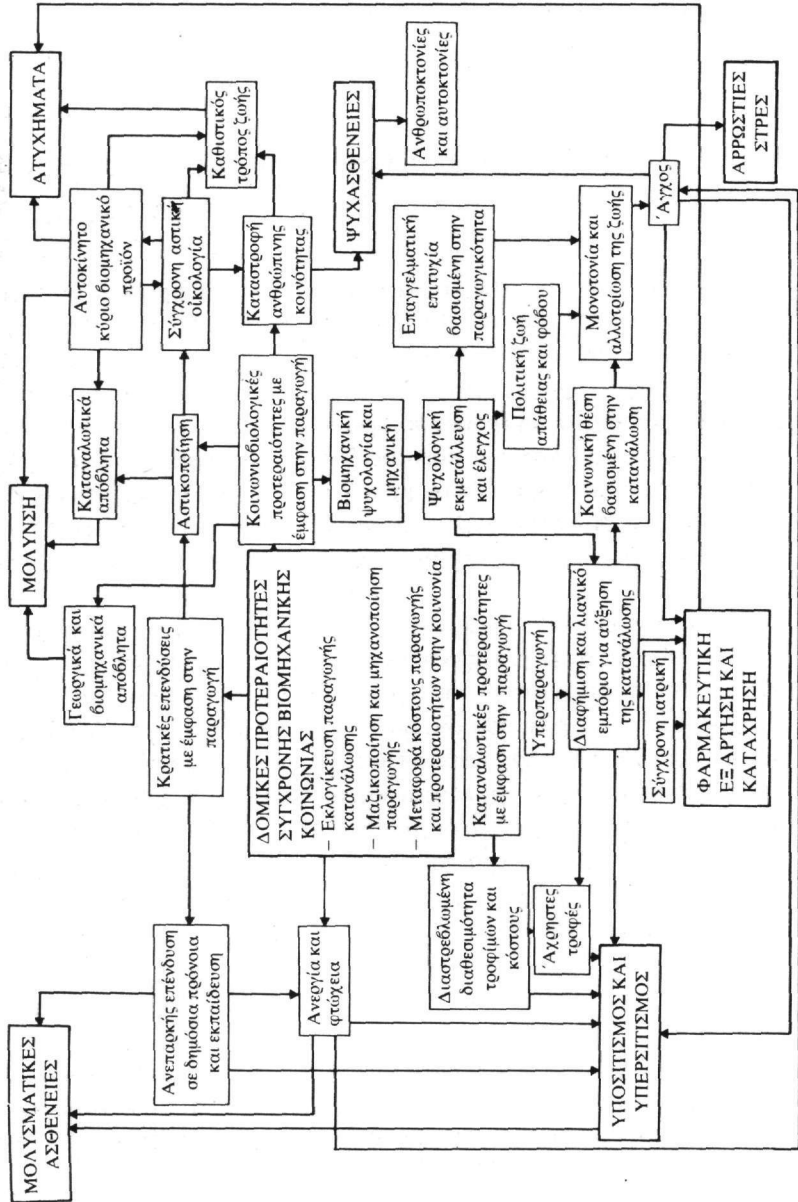 ΜΟΛΥΣΜΑΤΙΚΕΣ
ΑΣΘΕΝΕΙΕΣ
ΜΟΛΥΝΣΗ
ΑΤΥΧΗΜΑΤΑ
Ανεπαρκής επένδυση
σε δημόσια πρόνοια
και εκπαίδευση
Κρατικές επενδύσεις
με έμφαση στην
παραγωγή
Γεωργικά και
βιομηχανικά
απόβλητα
Καταναλωτικά
απόβλητα
Αστικοποίηση
Αυτοκίνητο
κύριο βιομηχανικό
προϊόν
Σύγχρονη αστική
οικολογία
Καθιστικός
τρόπος ζωής
Ανεργία και
φτώχεια
ΔΟΜΙΚΕΣ ΠΡΟΤΕΡΑΙΟΤΗΤΕΣ
ΣΥΓΧΡΟΝΗΣ ΒΙΟΜΗΧΑΝΙΚΗΣ
ΚΟΙΝΩΝΙΑΣ
– Εκλογίκευση παραγωγής
κατανάλωσης
– Μαζικοποίηση και μηχανοποίηση
παραγωγής
– Μεταφορά κόστους παραγωγής
και προτεραιοτήτων στην κοινωνία
Κοινωνιοβιολογικές
προτεραιότητες με
έμφαση στην παραγωγή
Καταστροφή
ανθρώπινης
κοινότητας
Βιομηχανική
ψυχολογία και
μηχανική
ΨΥΧΑΣΘΕΝΕΙΕΣ
Ανθρωποκτονίες
και αυτοκτονίες
Διαστρεβλωμένη
διαθεσιμότητα
τροφίμων και
κόστους
Καταναλωτικές προτεραιότητες
με έμφαση στην παραγωγή
Υπερπαραγωγή
Ψυχολογική
εκμετάλλευση
και έλεγχος
Επαγγελματική
επιτυχία
βασισμένη στην
παραγωγικότητα
Πολιτική ζωή
απάθειας και φόβου
Άχρηστες
τροφές
Διαφήμιση και λιανικό
εμπόριο για αύξηση
της κατανάλωσης
Κοινωνική θέση
βασισμένη στην
κατανάλωση
Μονοτονία και
αλλοτρίωση της ζωής
Άγχος
Σύγχρονη ιατρική
ΥΠΟΣΙΤΙΣΜΟΣ ΚΑΙ
ΥΠΕΡΣΙΤΙΣΜΟΣ
ΦΑΡΜΑΚΕΥΤΙΚΗ
ΕΞΑΡΤΗΣΗ ΚΑΙ
ΚΑΤΑΧΡΗΣΗ
ΑΡΡΩΣΤΙΕΣ
ΣΤΡΕΣ